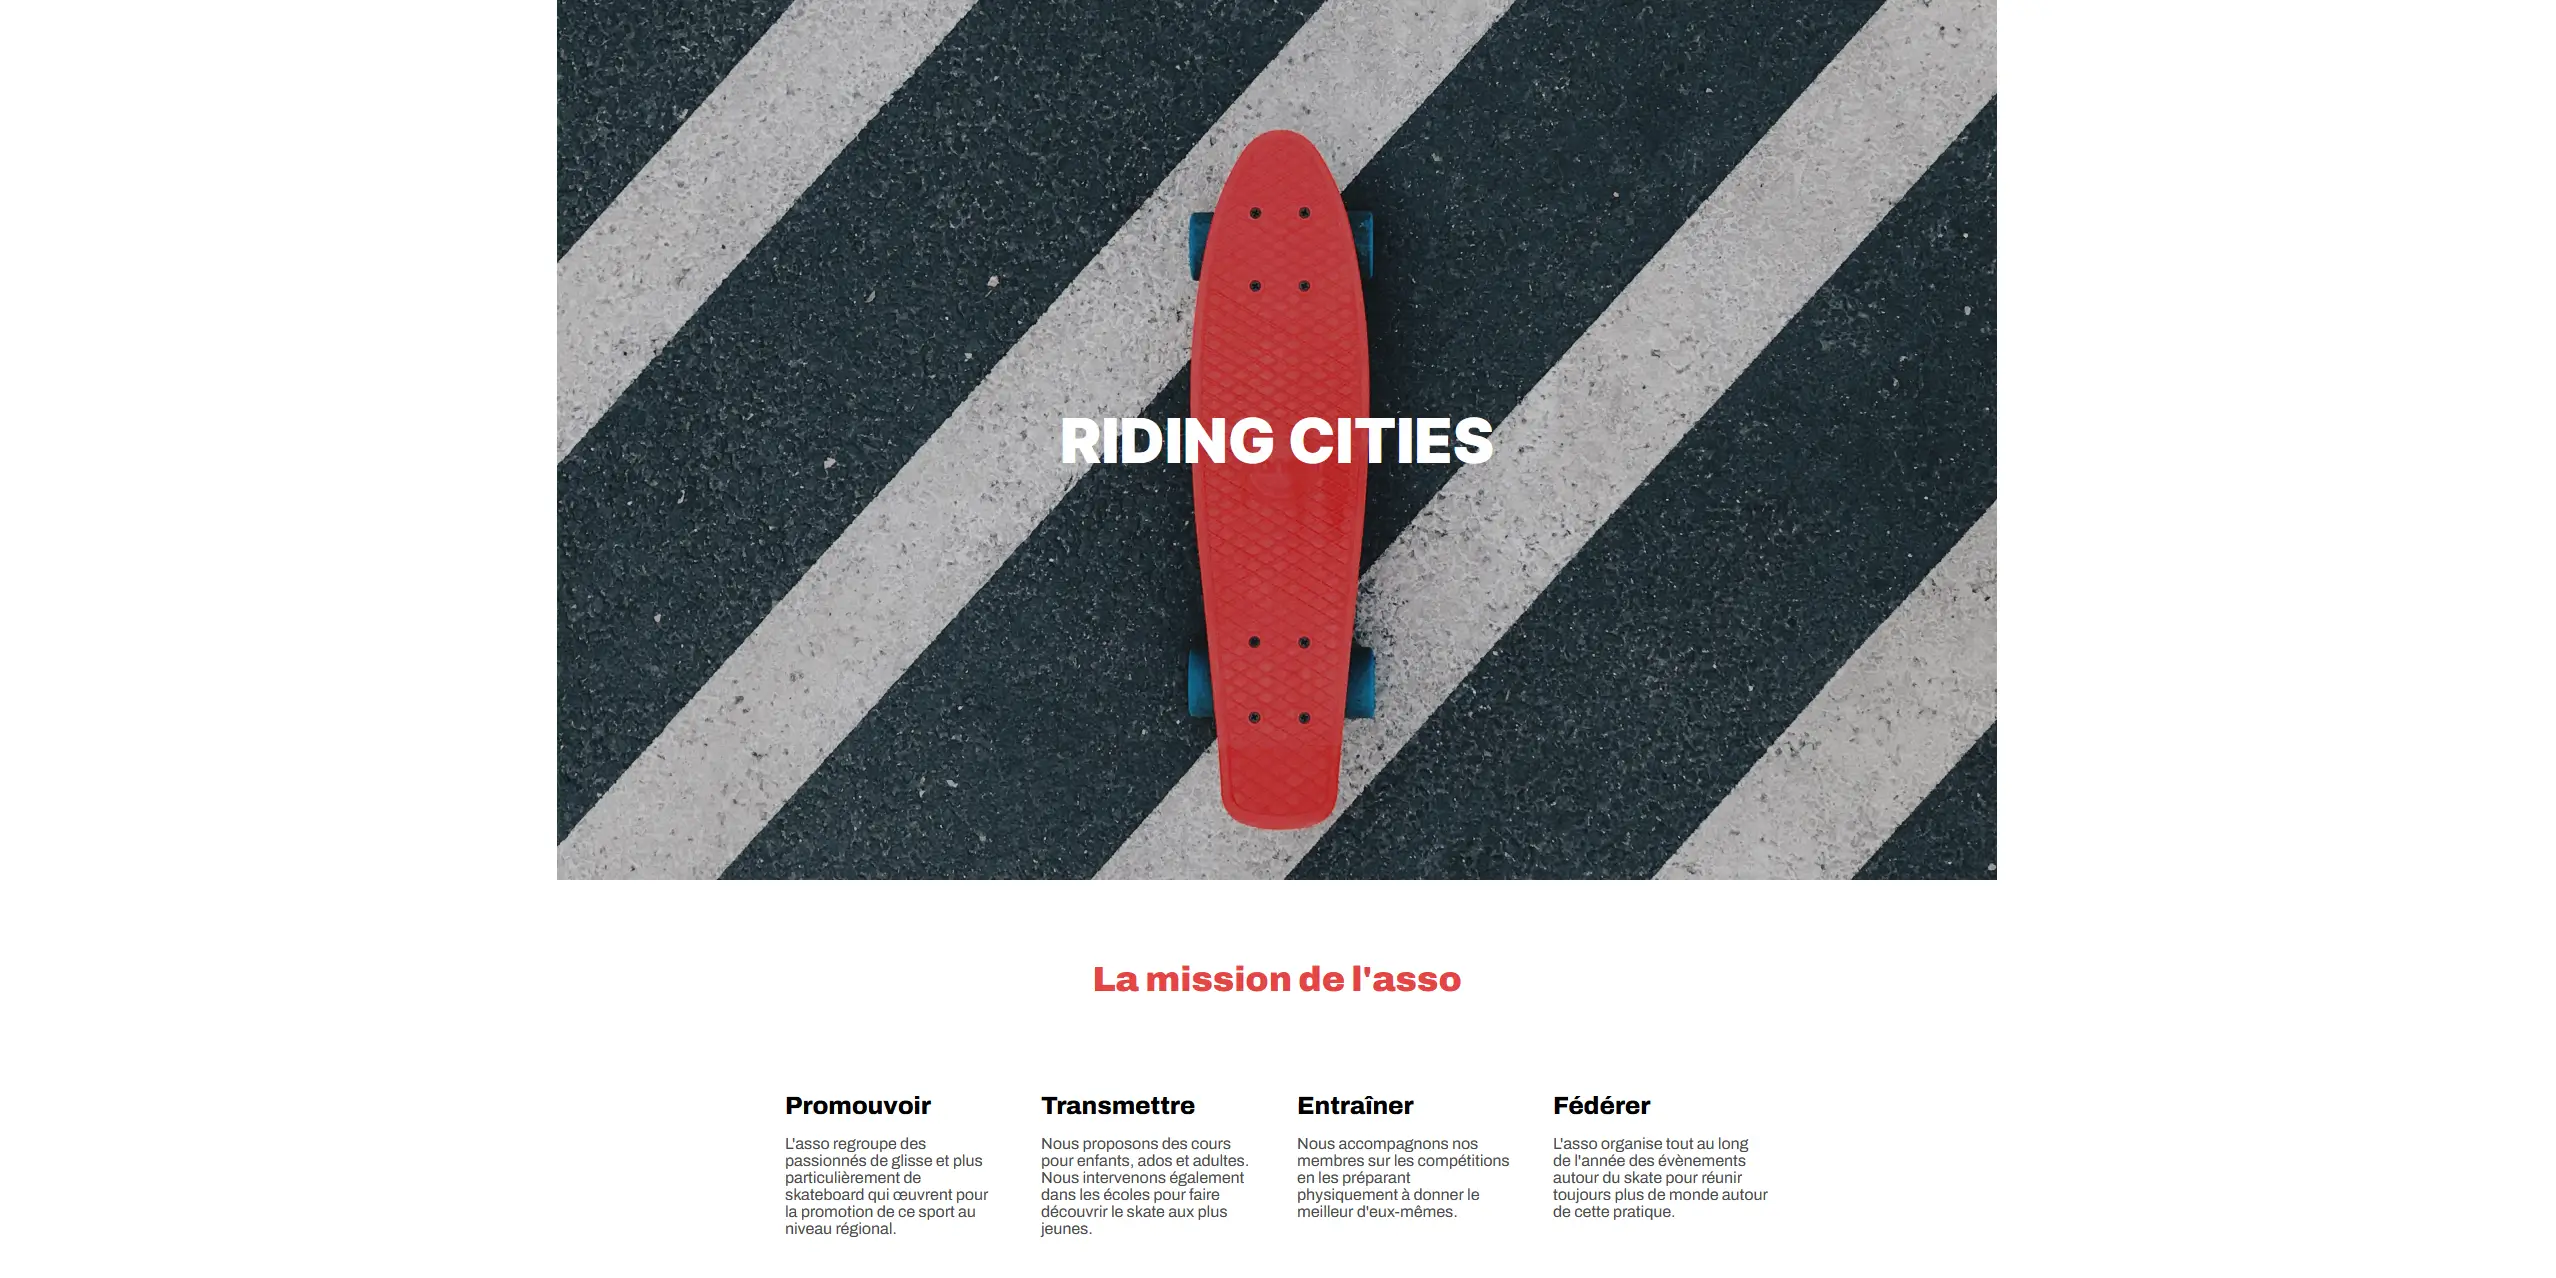 RIDING CITIES
La mission de l'asso
Promouvoir
L'asso regroupe des
passionnés de glisse et plus
particulièrement de
skateboard qui œuvrent pour
la promotion de ce sport au
niveau régional.
Transmettre
Nous proposons des cours
pour enfants, ados et adultes.
Nous intervenons également
dans les écoles pour faire
découvrir le skate aux plus
jeunes.
Entraîner
Nous accompagnons nos
membres sur les compétitions
en les préparant
physiquement à donner le
meilleur d'eux-mêmes.
Fédérer
L'asso organise tout au long
de l'année des évènements
autour du skate pour réunir
toujours plus de monde autour
de cette pratique.